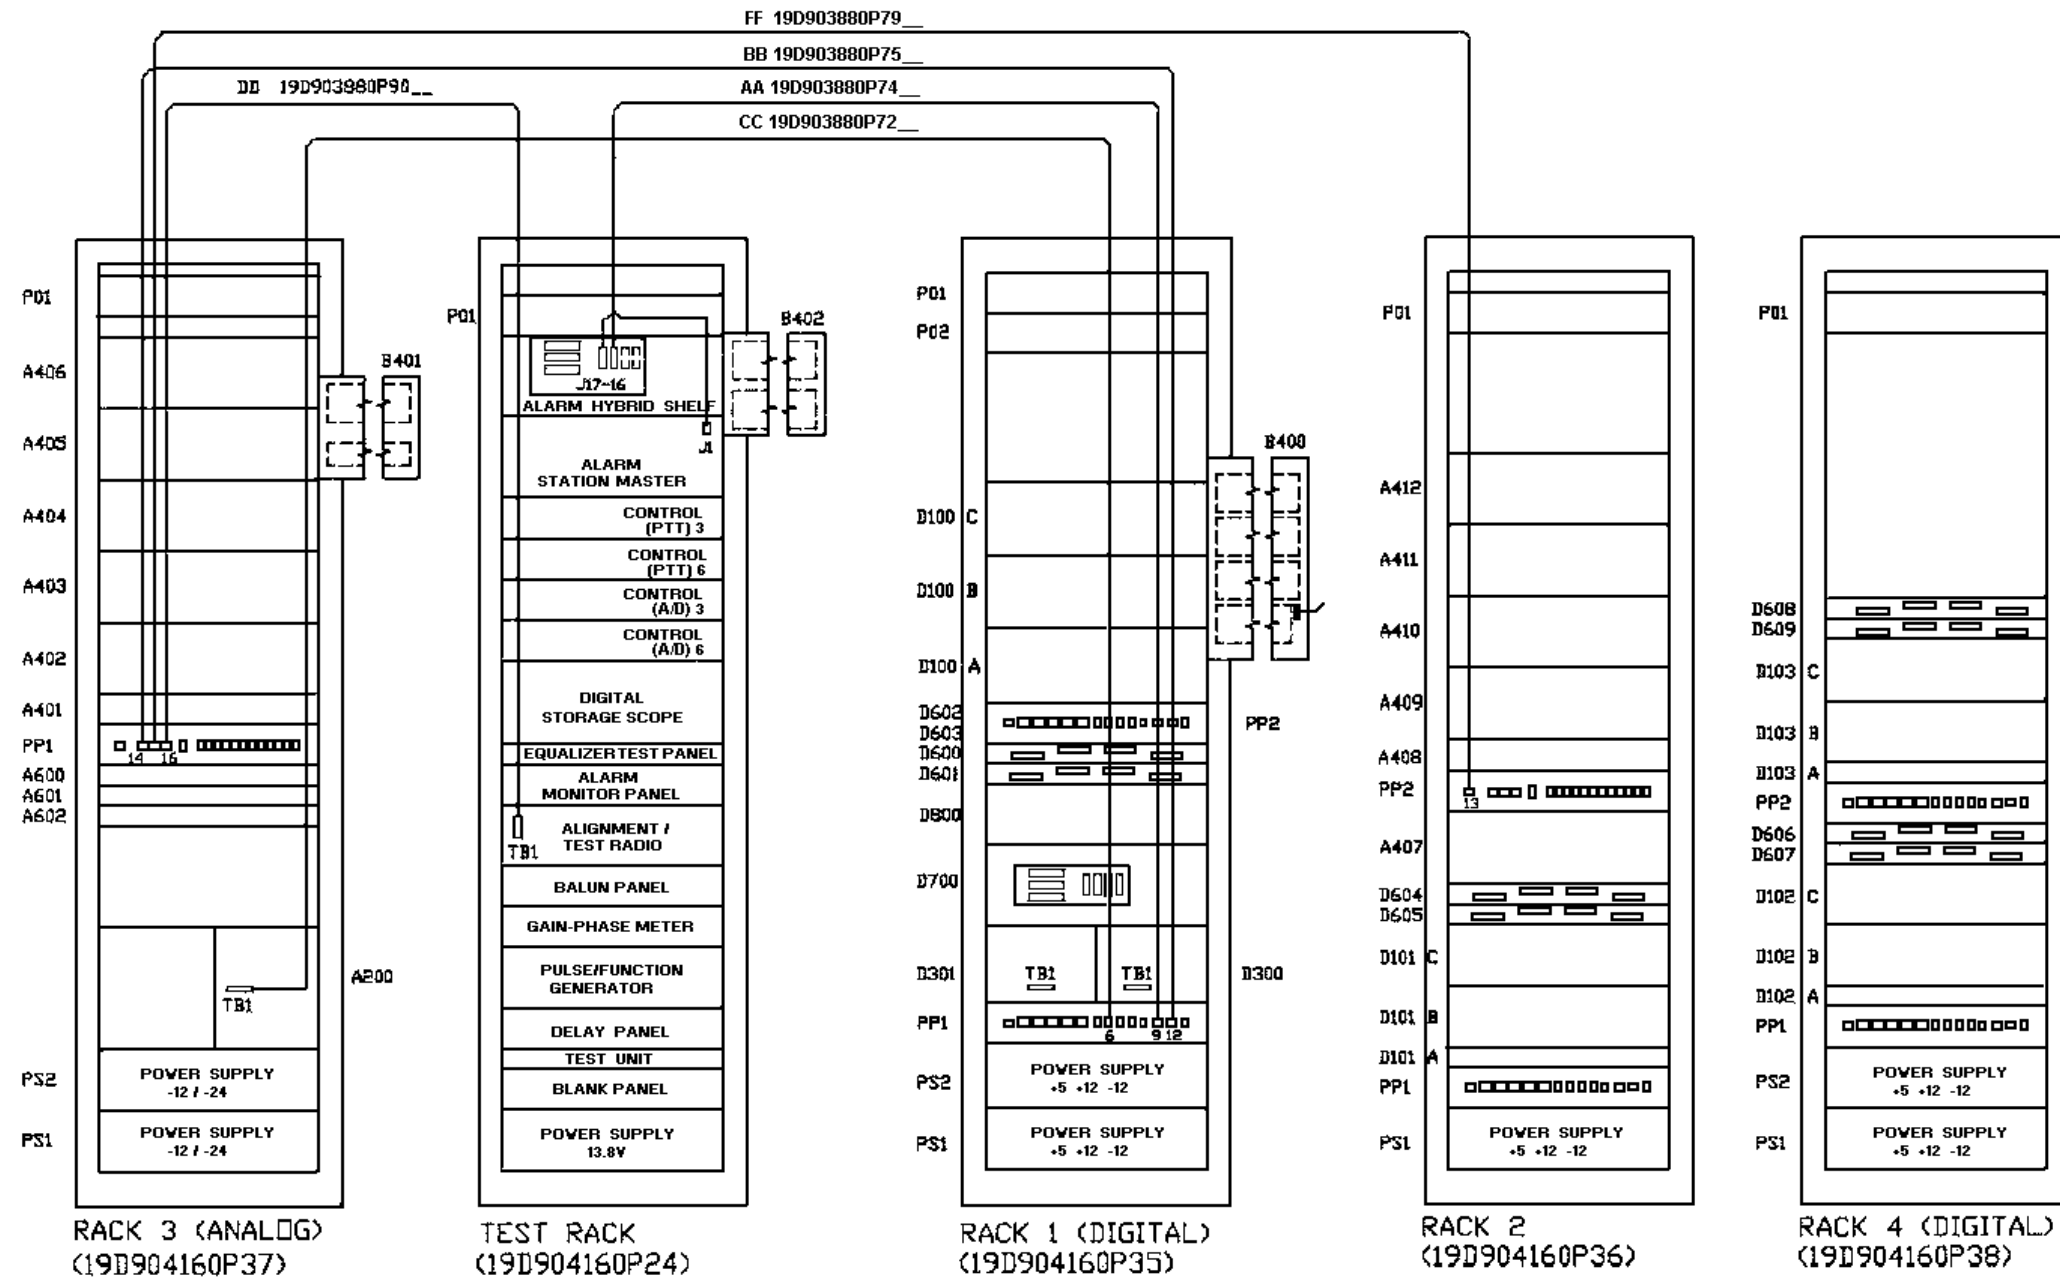 FF 19D903880P79__
BB 19D903880P75__
DD 19D903880P90__
AA 19D903880P74__
CC 19D903880P72__
P01
A406
A405
A404
A403
A402
A401
PP1
14 16
A600
A601
A602
TB1
A200
PS2
POWER SUPPLY
-12 / -24
PS1
POWER SUPPLY
-12 / -24
B401
RACK 3 (ANALOG)
(19D904160P37)
P01
B402
J17-16
ALARM HYBRID SHELF
J1
ALARM
STATION MASTER
CONTROL
(PTT) 3
CONTROL
(PTT) 6
CONTROL
(A/D) 3
CONTROL
(A/D) 6
DIGITAL
STORAGE SCOPE
EQUALIZER TEST PANEL
ALARM
MONITOR PANEL
ALIGNMENT /
TEST RADIO
TB1
BALUN PANEL
GAIN-PHASE METER
PULSE/FUNCTION
GENERATOR
DELAY PANEL
TEST UNIT
BLANK PANEL
POWER SUPPLY
13.8V
TEST RACK
(19D904160P24)
P01
P02
B400
D100 C
D100 B
D100 A
D602
D603
PP2
D600
D601
D800
D700
D301
TB1
TB1
D300
PP1
6 9 12
PS2
POWER SUPPLY
+5 +12 -12
PS1
POWER SUPPLY
+5 +12 -12
RACK 1 (DIGITAL)
(19D904160P35)
P01
A412
A411
A410
A409
A408
PP2
13
A407
D604
D605
D101 C
D101 B
D101 A
PP1
PS1
POWER SUPPLY
+5 +12 -12
RACK 2
(19D904160P36)
P01
D608
D609
D103 C
D103 B
D103 A
PP2
D606
D607
D102 C
D102 B
D102 A
PP1
PS2
POWER SUPPLY
+5 +12 -12
PS1
POWER SUPPLY
+5 +12 -12
RACK 4 (DIGITAL)
(19D904160P38)